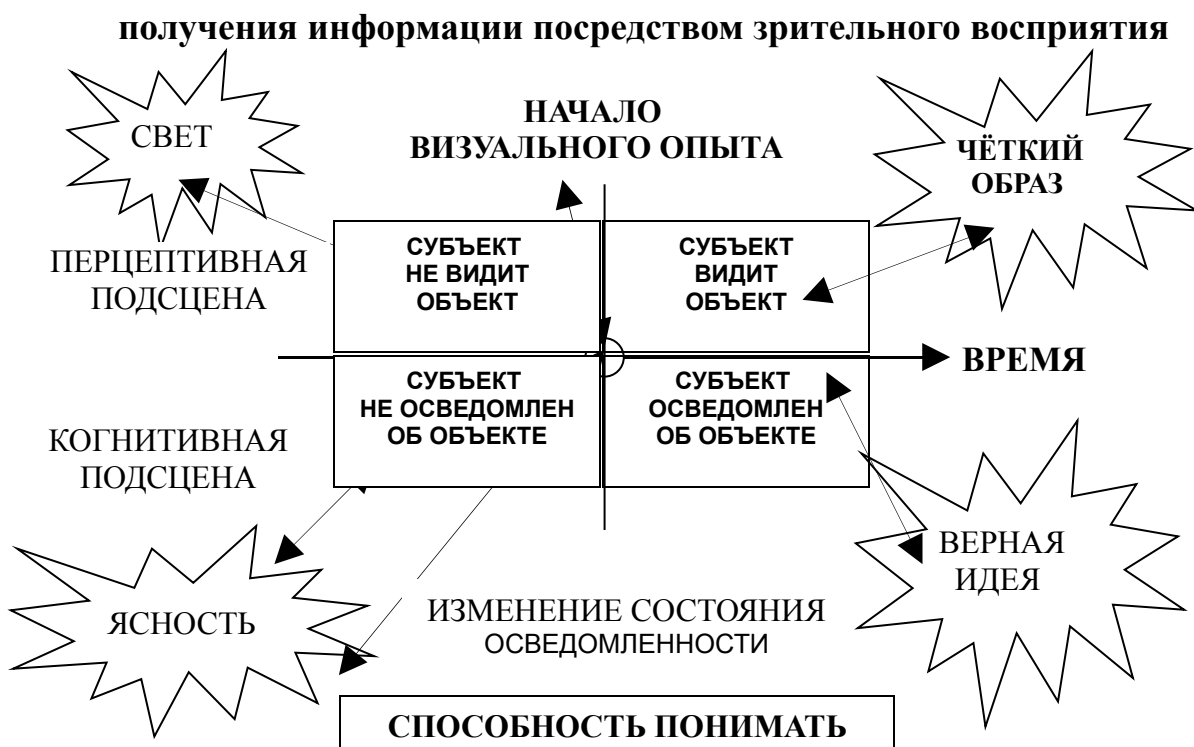 получения информации посредством зрительного восприятия
СВЕТ
НАЧАЛО
ВИЗУАЛЬНОГО ОПЫТА
ЧЁТКИЙ
ОБРАЗ
ПЕРЦЕПТИВНАЯ
ПОДСЦЕНА
СУБЪЕКТ
НЕ ВИДИТ
ОБЪЕКТ
СУБЪЕКТ
ВИДИТ
ОБЪЕКТ
ВРЕМЯ
КОГНИТИВНАЯ
ПОДСЦЕНА
СУБЪЕКТ
НЕ ОСВЕДОМЛЕН
ОБ ОБЪЕКТЕ
СУБЪЕКТ
ОСВЕДОМЛЕН
ОБ ОБЪЕКТЕ
ЯСНОСТЬ
ИЗМЕНЕНИЕ СОСТОЯНИЯ
ОСВЕДОМЛЕННОСТИ
ВЕРНАЯ
ИДЕЯ
СПОСОБНОСТЬ ПОНИМАТЬ